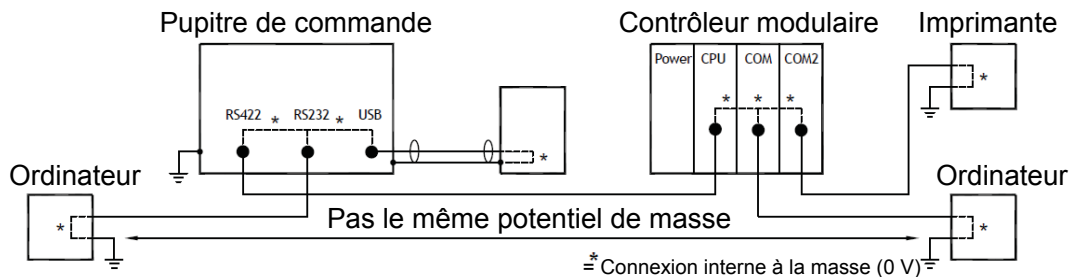 Pupitre de commande
Contrôleur modulaire
Imprimante
Power CPU COM COM2
*
* * *
RS422 * RS232 * USB
*
Ordinateur
Ordinateur
*
Pas le même potentiel de masse
*
* = Connexion interne à la masse (0 V)